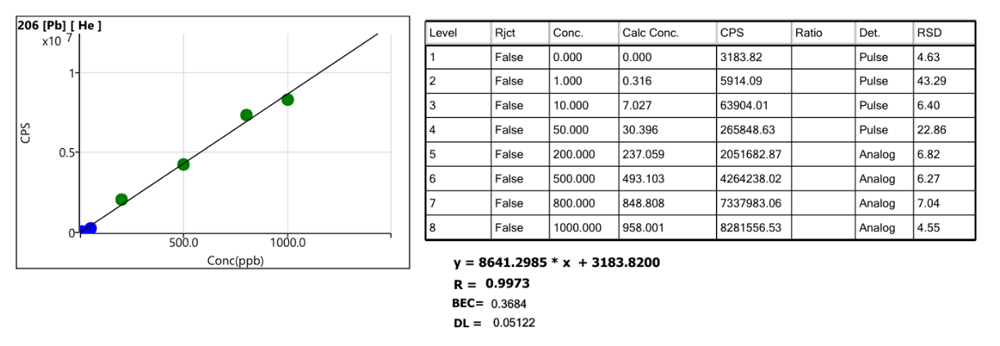 206 [Pb] [ He ]
x10 7
1
0.5
0
500.0 1000.0
CPS
Conc(ppb)
Level Rjct Conc. Calc Conc. CPS Ratio Det. RSD
1 False 0.000 0.000 3183.82 Pulse 4.63
2 False 1.000 0.316 5914.09 Pulse 43.29
3 False 10.000 7.027 63904.01 Pulse 6.40
4 False 50.000 30.396 265848.63 Pulse 22.86
5 False 200.000 237.059 2051682.87 Analog 6.82
6 False 500.000 493.103 4264238.02 Analog 6.27
7 False 800.000 848.808 7337983.06 Analog 7.04
8 False 1000.000 958.001 8281556.53 Analog 4.55
y = 8641.2985 * x + 3183.8200
R = 0.9973
BEC= 0.3684
DL = 0.05122